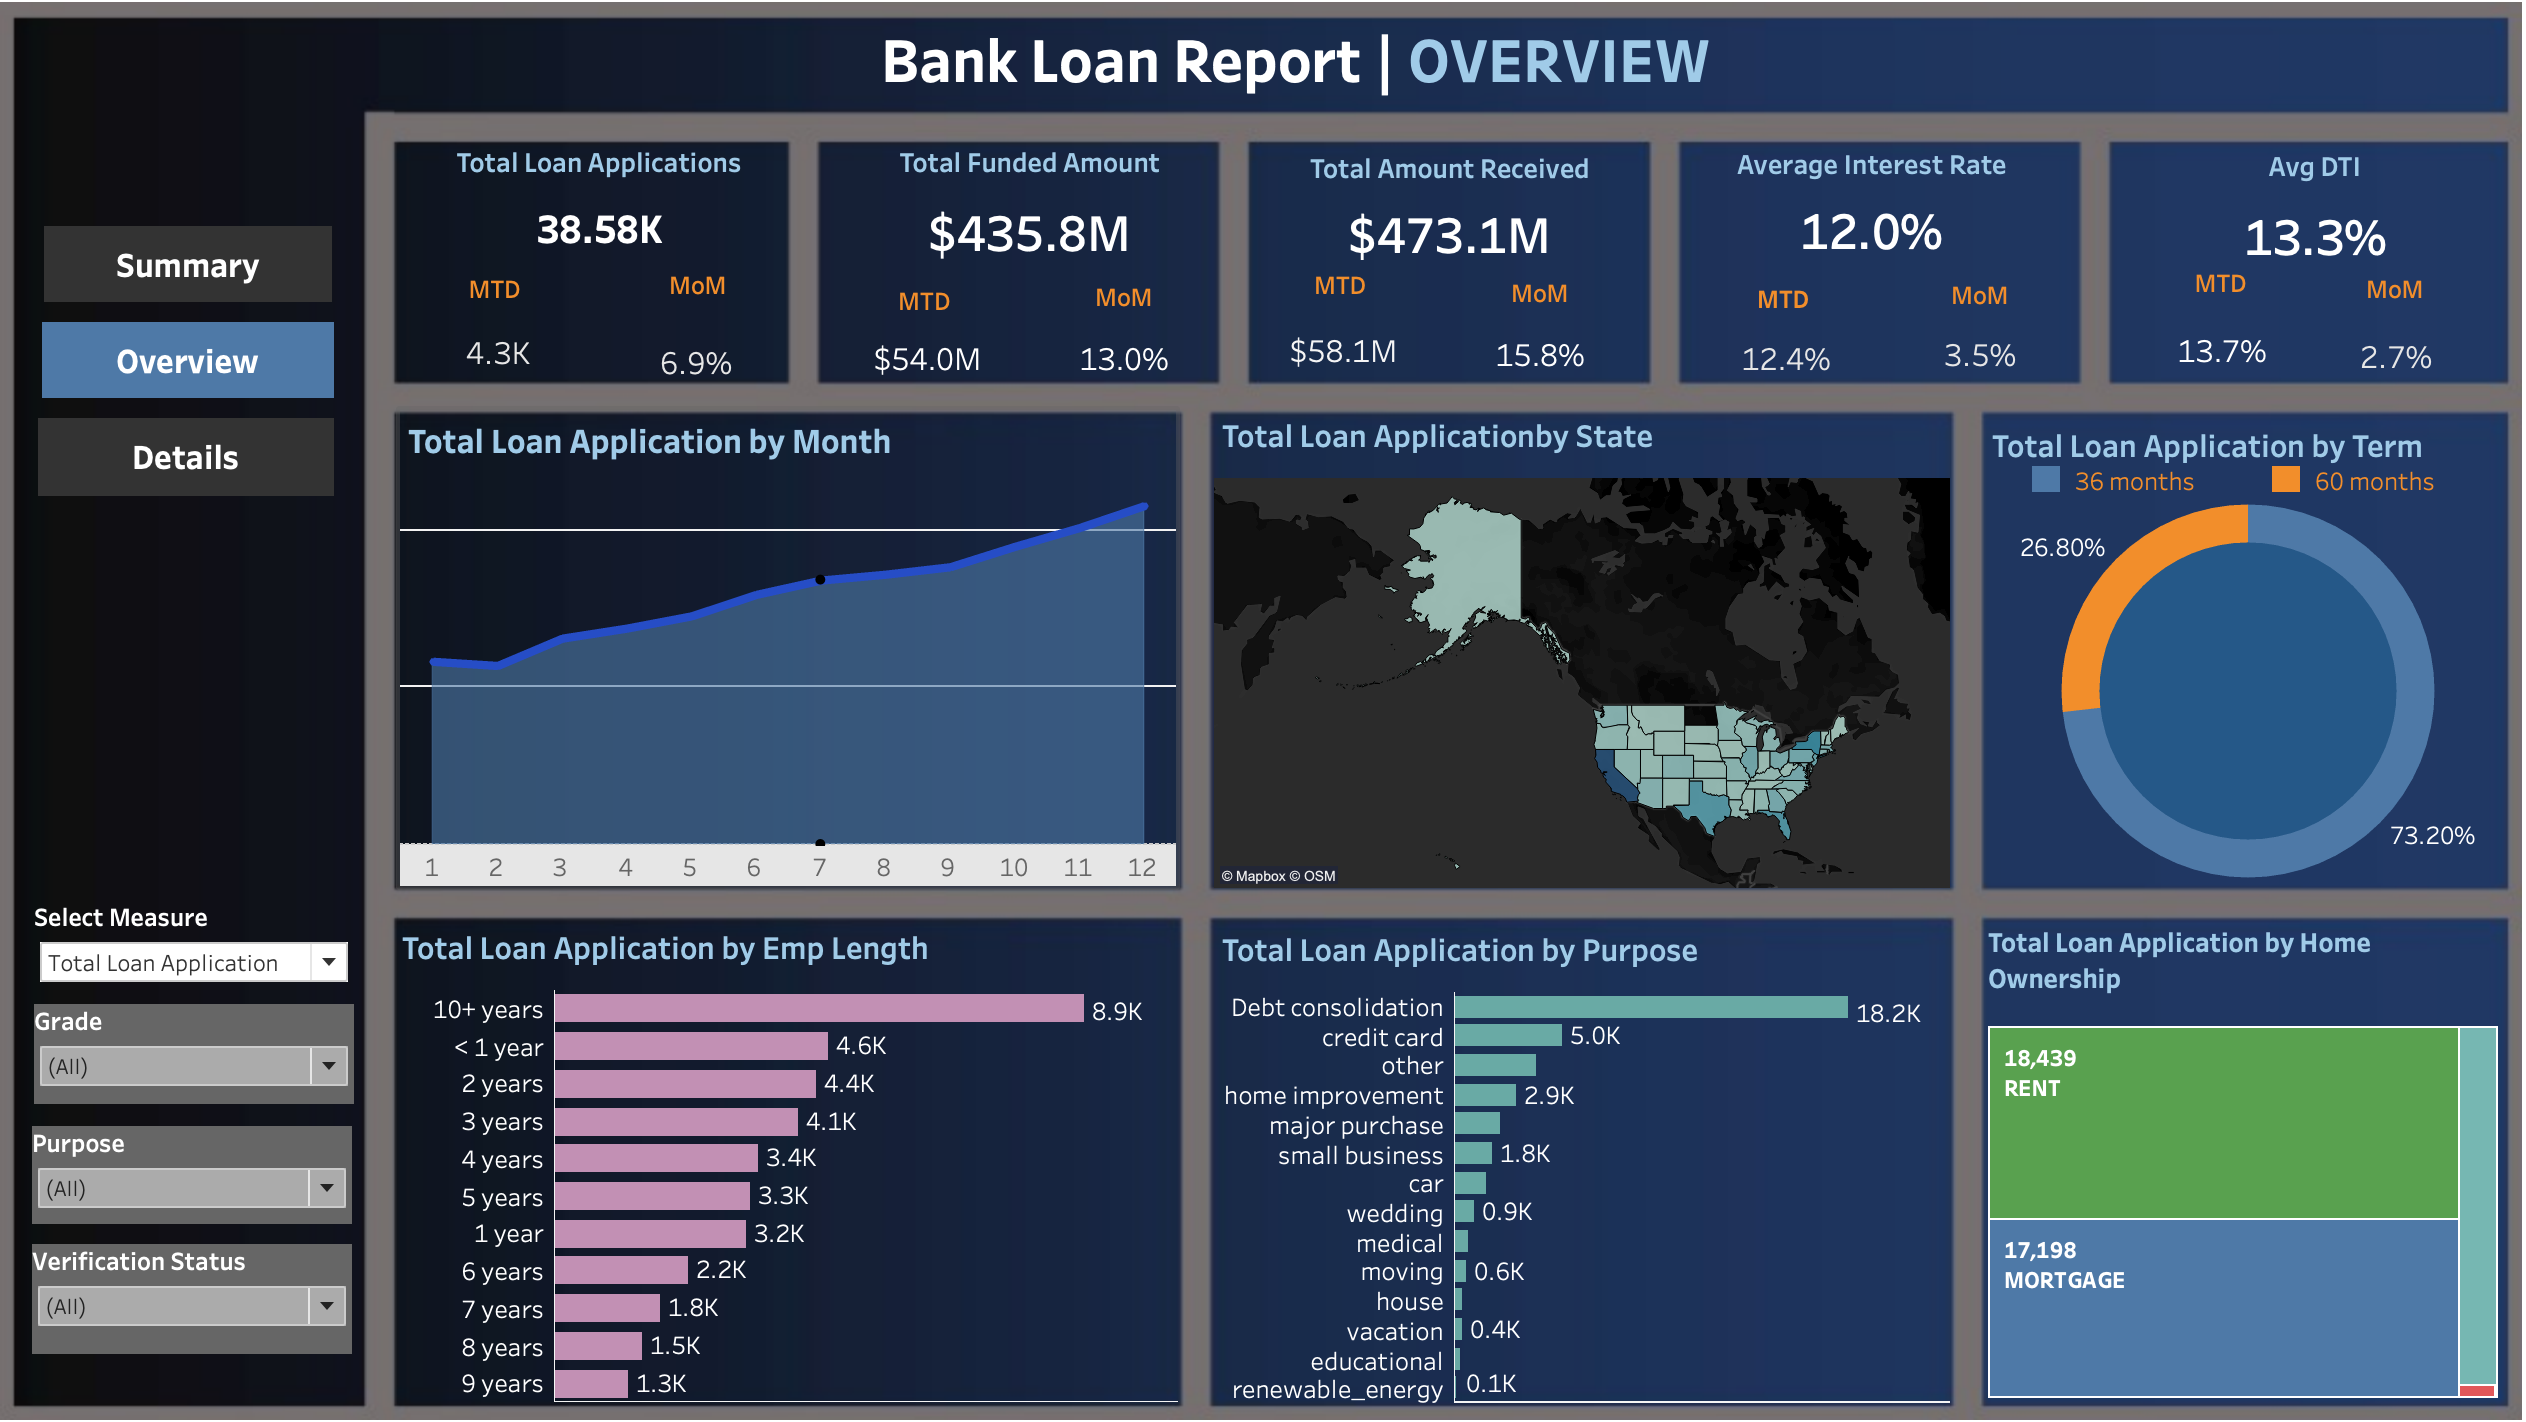 Bank Loan Report | OVERVIEW
Summary
Overview
Details
Select Measure
Total Loan Application
Grade
(All)
Purpose
(All)
Verification Status
(All)
Total Loan Applications
38.58K
MTD MoM
4.3K 6.9%
Total Funded Amount
$435.8M
MTD MoM
$54.0M 13.0%
Total Amount Received
$473.1M
MTD MoM
$58.1M 15.8%
Average Interest Rate
12.0%
MTD MoM
12.4% 3.5%
Avg DTI
13.3%
MTD MoM
13.7% 2.7%
Total Loan Application by Month
1 2 3 4 5 6 7 8 9 10 11 12
Total Loan Applicationby State
© Mapbox © OSM
Total Loan Application by Term
36 months 60 months
26.80%
73.20%
Total Loan Application by Emp Length
10+ years 8.9K
< 1 year 4.6K
2 years 4.4K
3 years 4.1K
4 years 3.4K
5 years 3.3K
1 year 3.2K
6 years 2.2K
7 years 1.8K
8 years 1.5K
9 years 1.3K
Total Loan Application by Purpose
Debt consolidation 18.2K
credit card 5.0K
other
home improvement 2.9K
major purchase
small business 1.8K
car
wedding 0.9K
medical
moving 0.6K
house
vacation 0.4K
educational
renewable_energy 0.1K
Total Loan Application by Home
Ownership
18,439
RENT
17,198
MORTGAGE